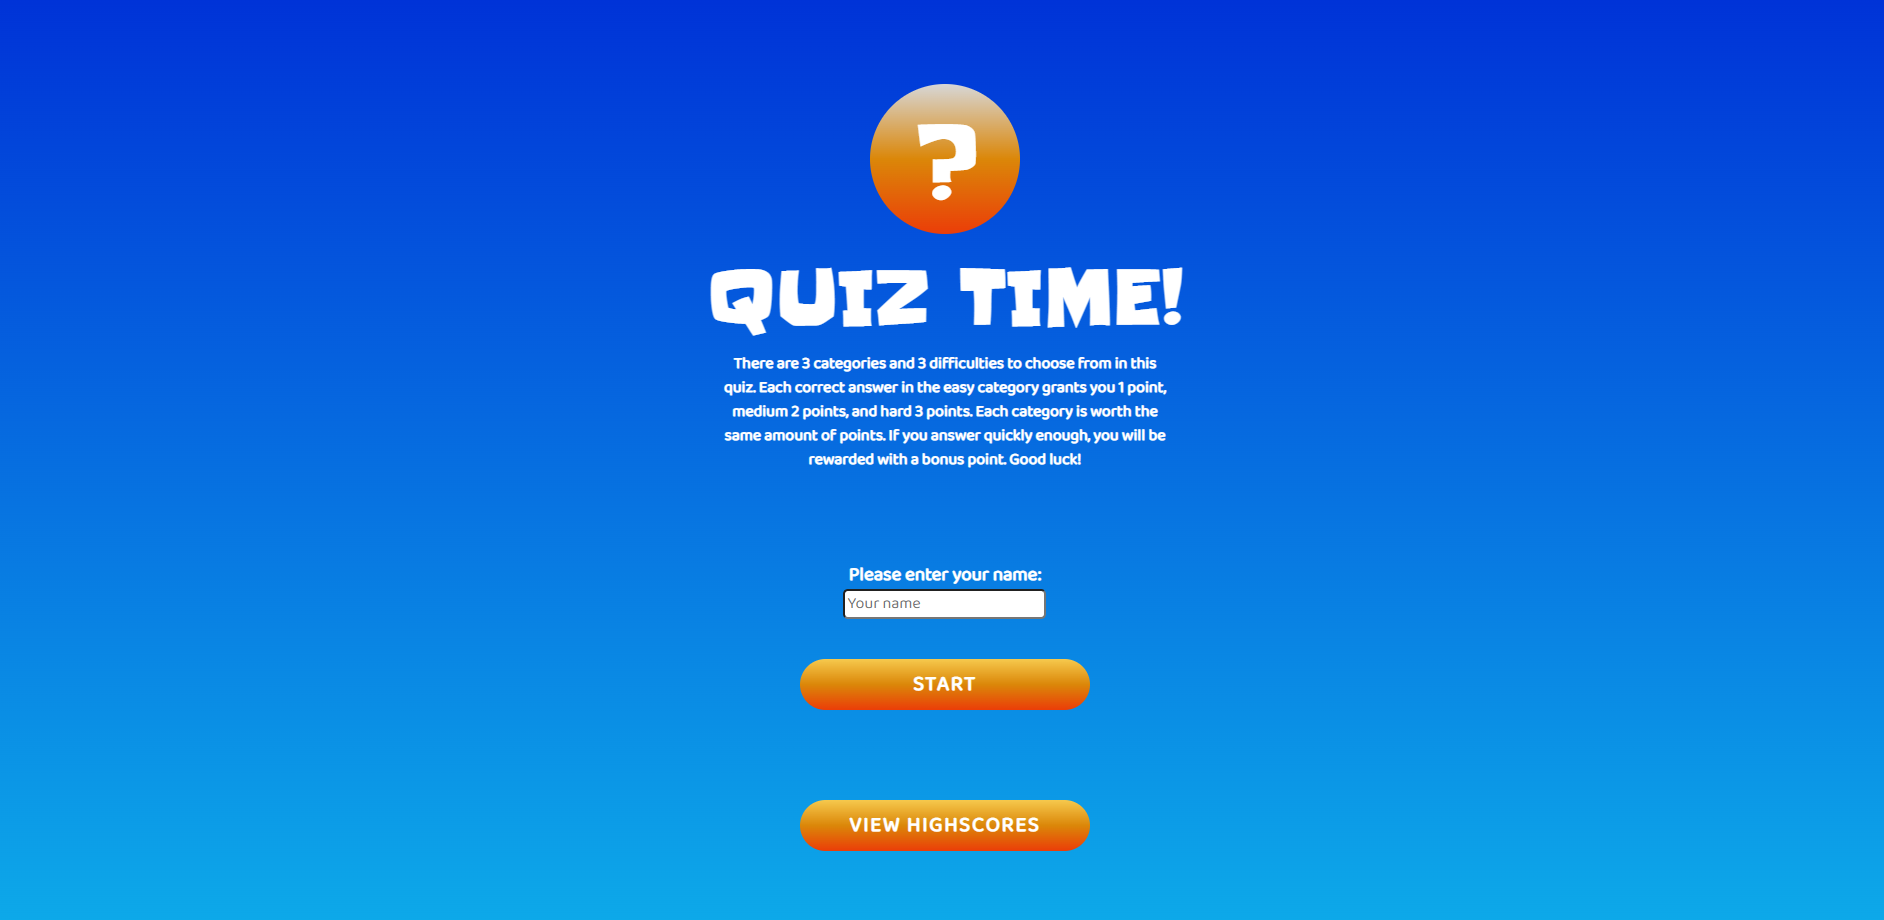 ?
QUIZ TIME!
There are 3 categories and 3 difficulties to choose from in this
quiz. Each correct answer in the easy category grants you 1 point,
medium 2 points, and hard 3 points. Each category is worth the
same amount of points. If you answer quickly enough, you will be
rewarded with a bonus point. Good luck!
Please enter your name:
Your name
START
VIEW HIGHSCORES